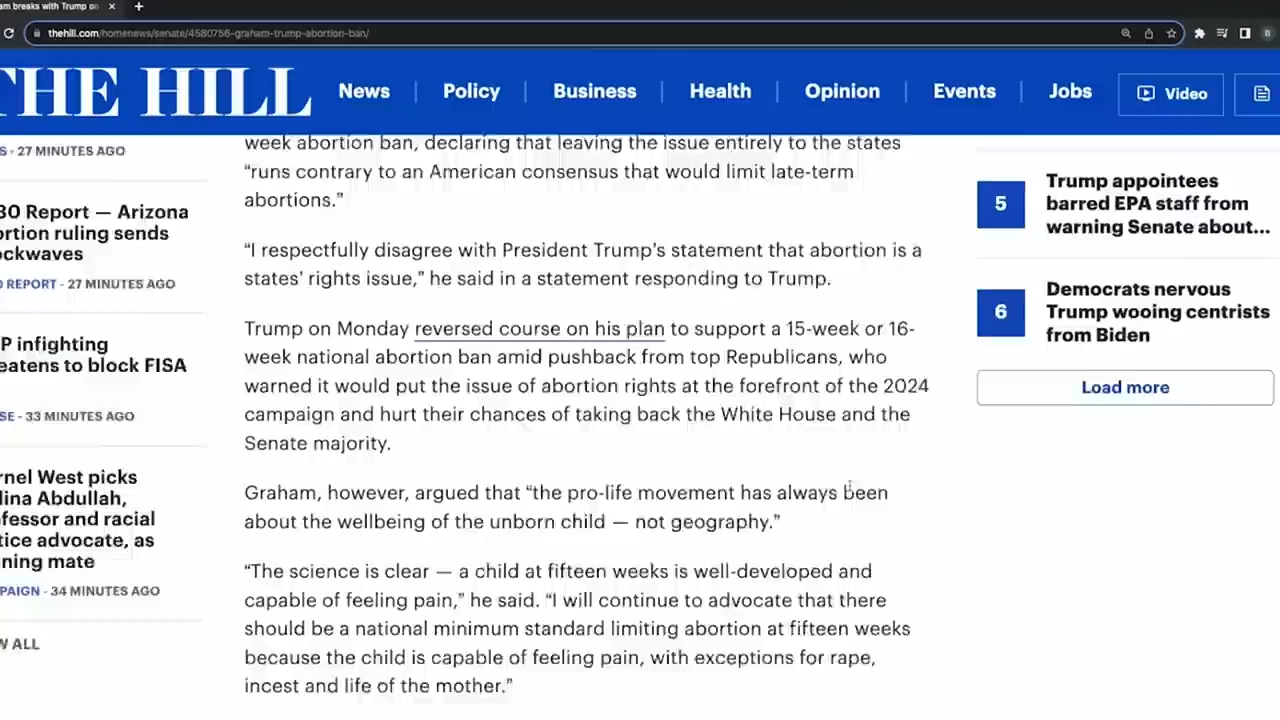 am breaks with Trump on
thehill.com/homenews/senate/4580756-graham-trump-abortion-ban/
THE HILL
News
Policy
Business
Health
Opinion
Events
Jobs
Video
S - 27 MINUTES AGO
30 Report — Arizona
ortion ruling sends
ockwaves
REPORT - 27 MINUTES AGO
P infighting
eatens to block FISA
SE - 33 MINUTES AGO
rnel West picks
lina Abdullah,
fessor and racial
tice advocate, as
ning mate
PAIGN - 34 MINUTES AGO
W ALL
week abortion ban, declaring that leaving the issue entirely to the states
“runs contrary to an American consensus that would limit late-term
abortions.”
“I respectfully disagree with President Trump’s statement that abortion is a
states’ rights issue,” he said in a statement responding to Trump.
Trump on Monday reversed course on his plan to support a 15-week or 16-
week national abortion ban amid pushback from top Republicans, who
warned it would put the issue of abortion rights at the forefront of the 2024
campaign and hurt their chances of taking back the White House and the
Senate majority.
Graham, however, argued that “the pro-life movement has always been
about the wellbeing of the unborn child — not geography.”
“The science is clear — a child at fifteen weeks is well-developed and
capable of feeling pain,” he said. “I will continue to advocate that there
should be a national minimum standard limiting abortion at fifteen weeks
because the child is capable of feeling pain, with exceptions for rape,
incest and life of the mother.”
5
Trump appointees
barred EPA staff from
warning Senate about...
6
Democrats nervous
Trump wooing centrists
from Biden
Load more